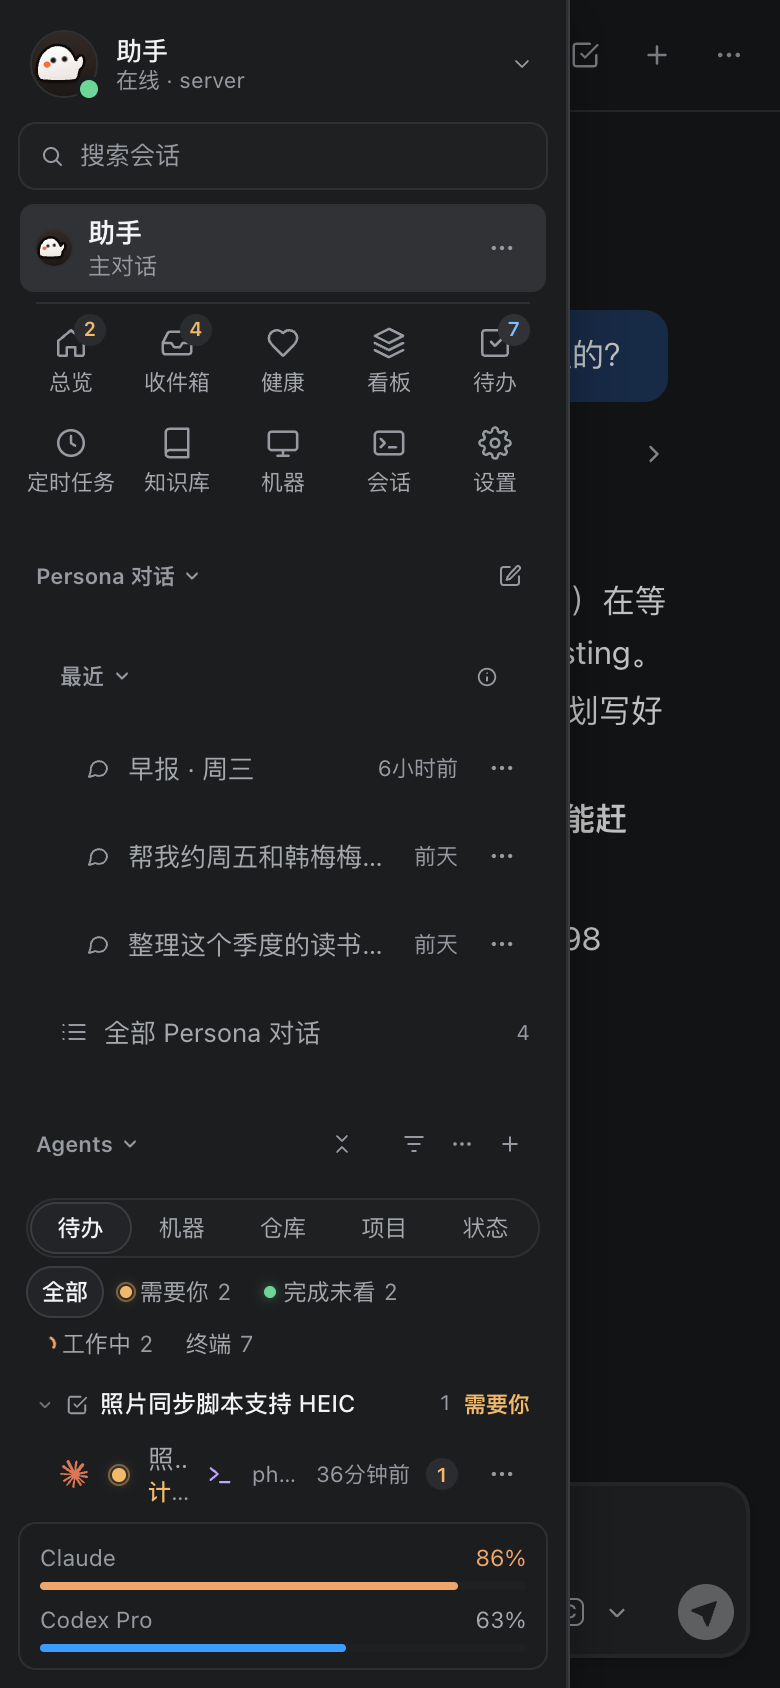 助手
在线 · server
搜索会话
助手
主对话
2
4
7
总览
收件箱
健康
看板
待办
定时任务
知识库
机器
会话
设置
的?
Persona 对话
）在等
sting。
最近
划写好
早报 · 周三
6小时前
能赶
帮我约周五和韩梅梅...
前天
整理这个季度的读书...
前天
98
全部 Persona 对话
4
Agents
待办
机器
仓库
项目
状态
全部
需要你 2
完成未看 2
工作中 2
终端 7
照片同步脚本支持 HEIC
1
需要你
照..
计...
ph...
36分钟前
1
Claude
86%
Codex Pro
63%